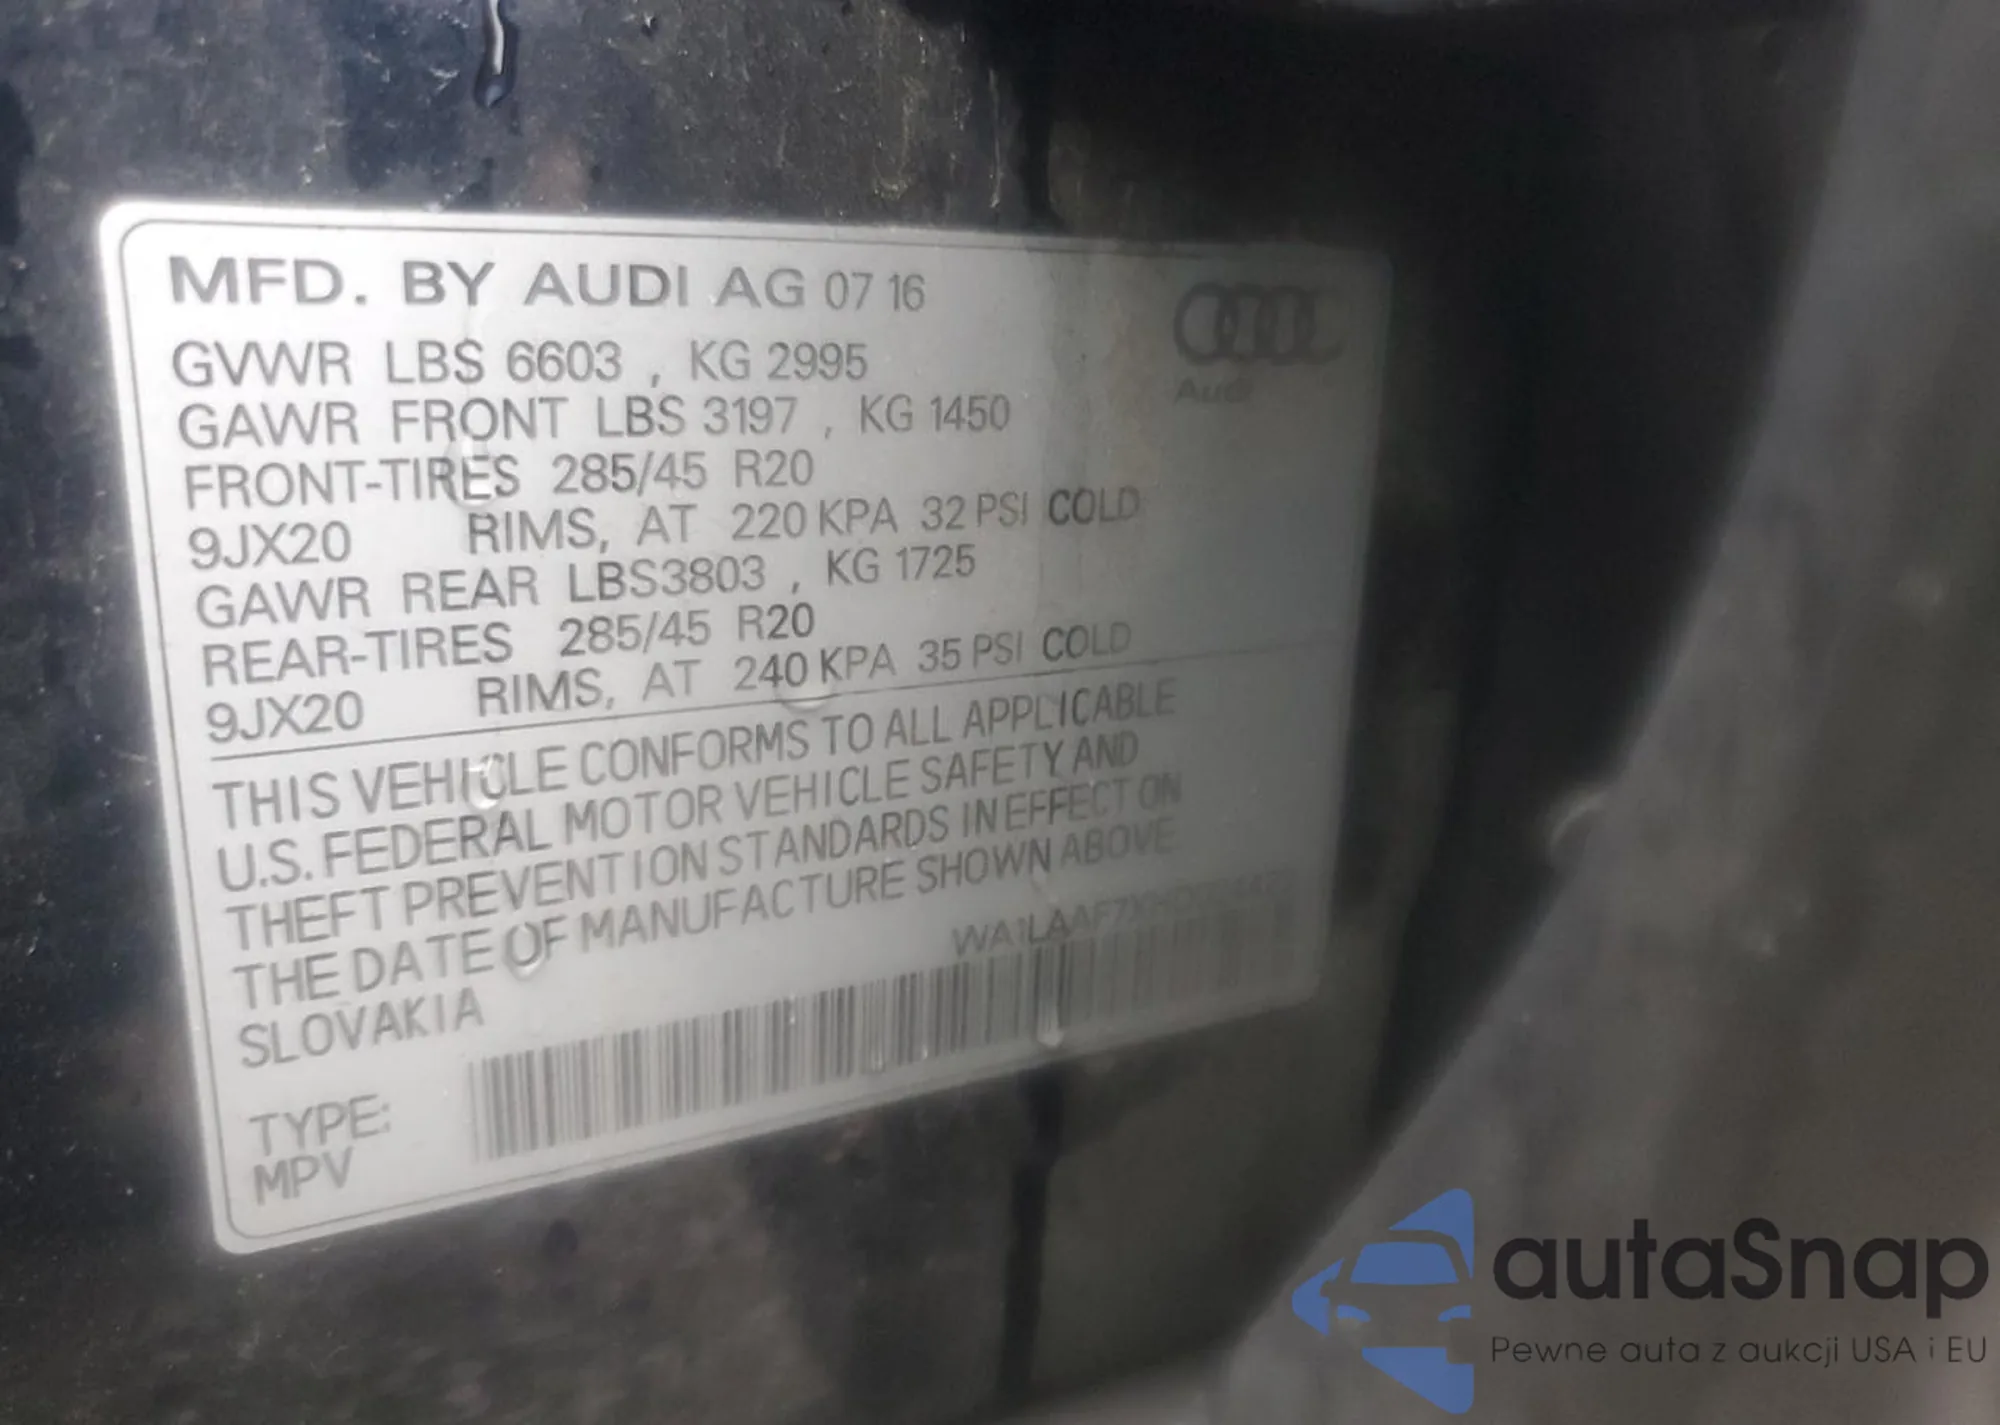 MFD. BY AUDI AG 07 16
GVWR LBS 6603 , KG 2995
GAWR FRONT LBS 3197 , KG 1450
FRONT-TIRES 285/45 R20
9JX20 RIMS, AT 220 KPA 32 PSI COLD
GAWR REAR LBS3803 , KG 1725
REAR-TIRES 285/45 R20
9JX20 RIMS, AT 240 KPA 35 PSI COLD
Audi
THIS VEHICLE CONFORMS TO ALL APPLICABLE
U.S. FEDERAL MOTOR VEHICLE SAFETY AND
THEFT PREVENTION STANDARDS IN EFFECT ON
THE DATE OF MANUFACTURE SHOWN ABOVE
SLOVAKIA
TYPE:
MPV
autaSnap
Pewne auta z aukcji USA i EU